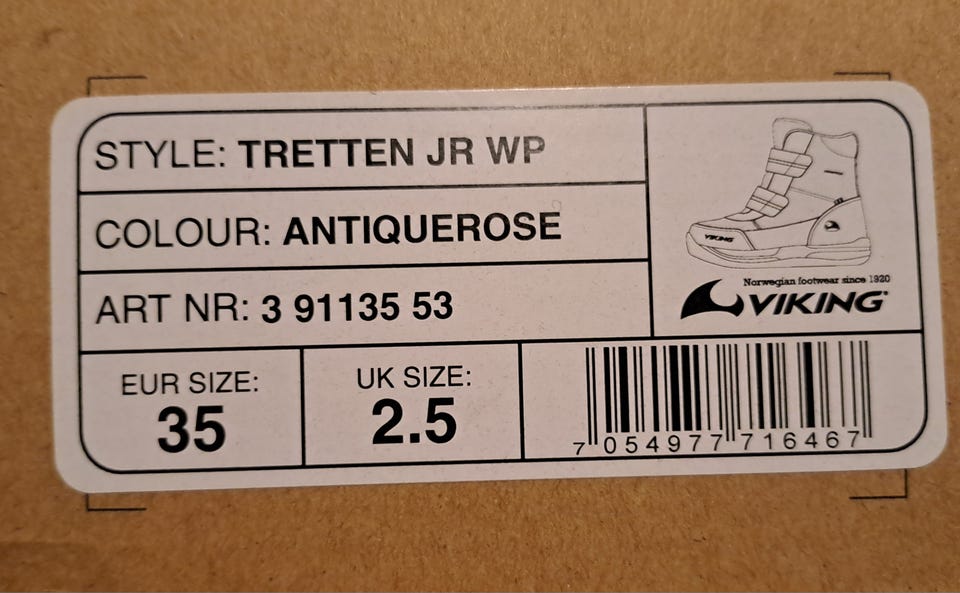 STYLE: TRETTEN JR WP
COLOUR: ANTIQUEROSE
ART NR: 3 91135 53
VIKING
Norwegian footwear since 1920
VIKING
EUR SIZE:
35
UK SIZE:
2.5
7 054977 716467